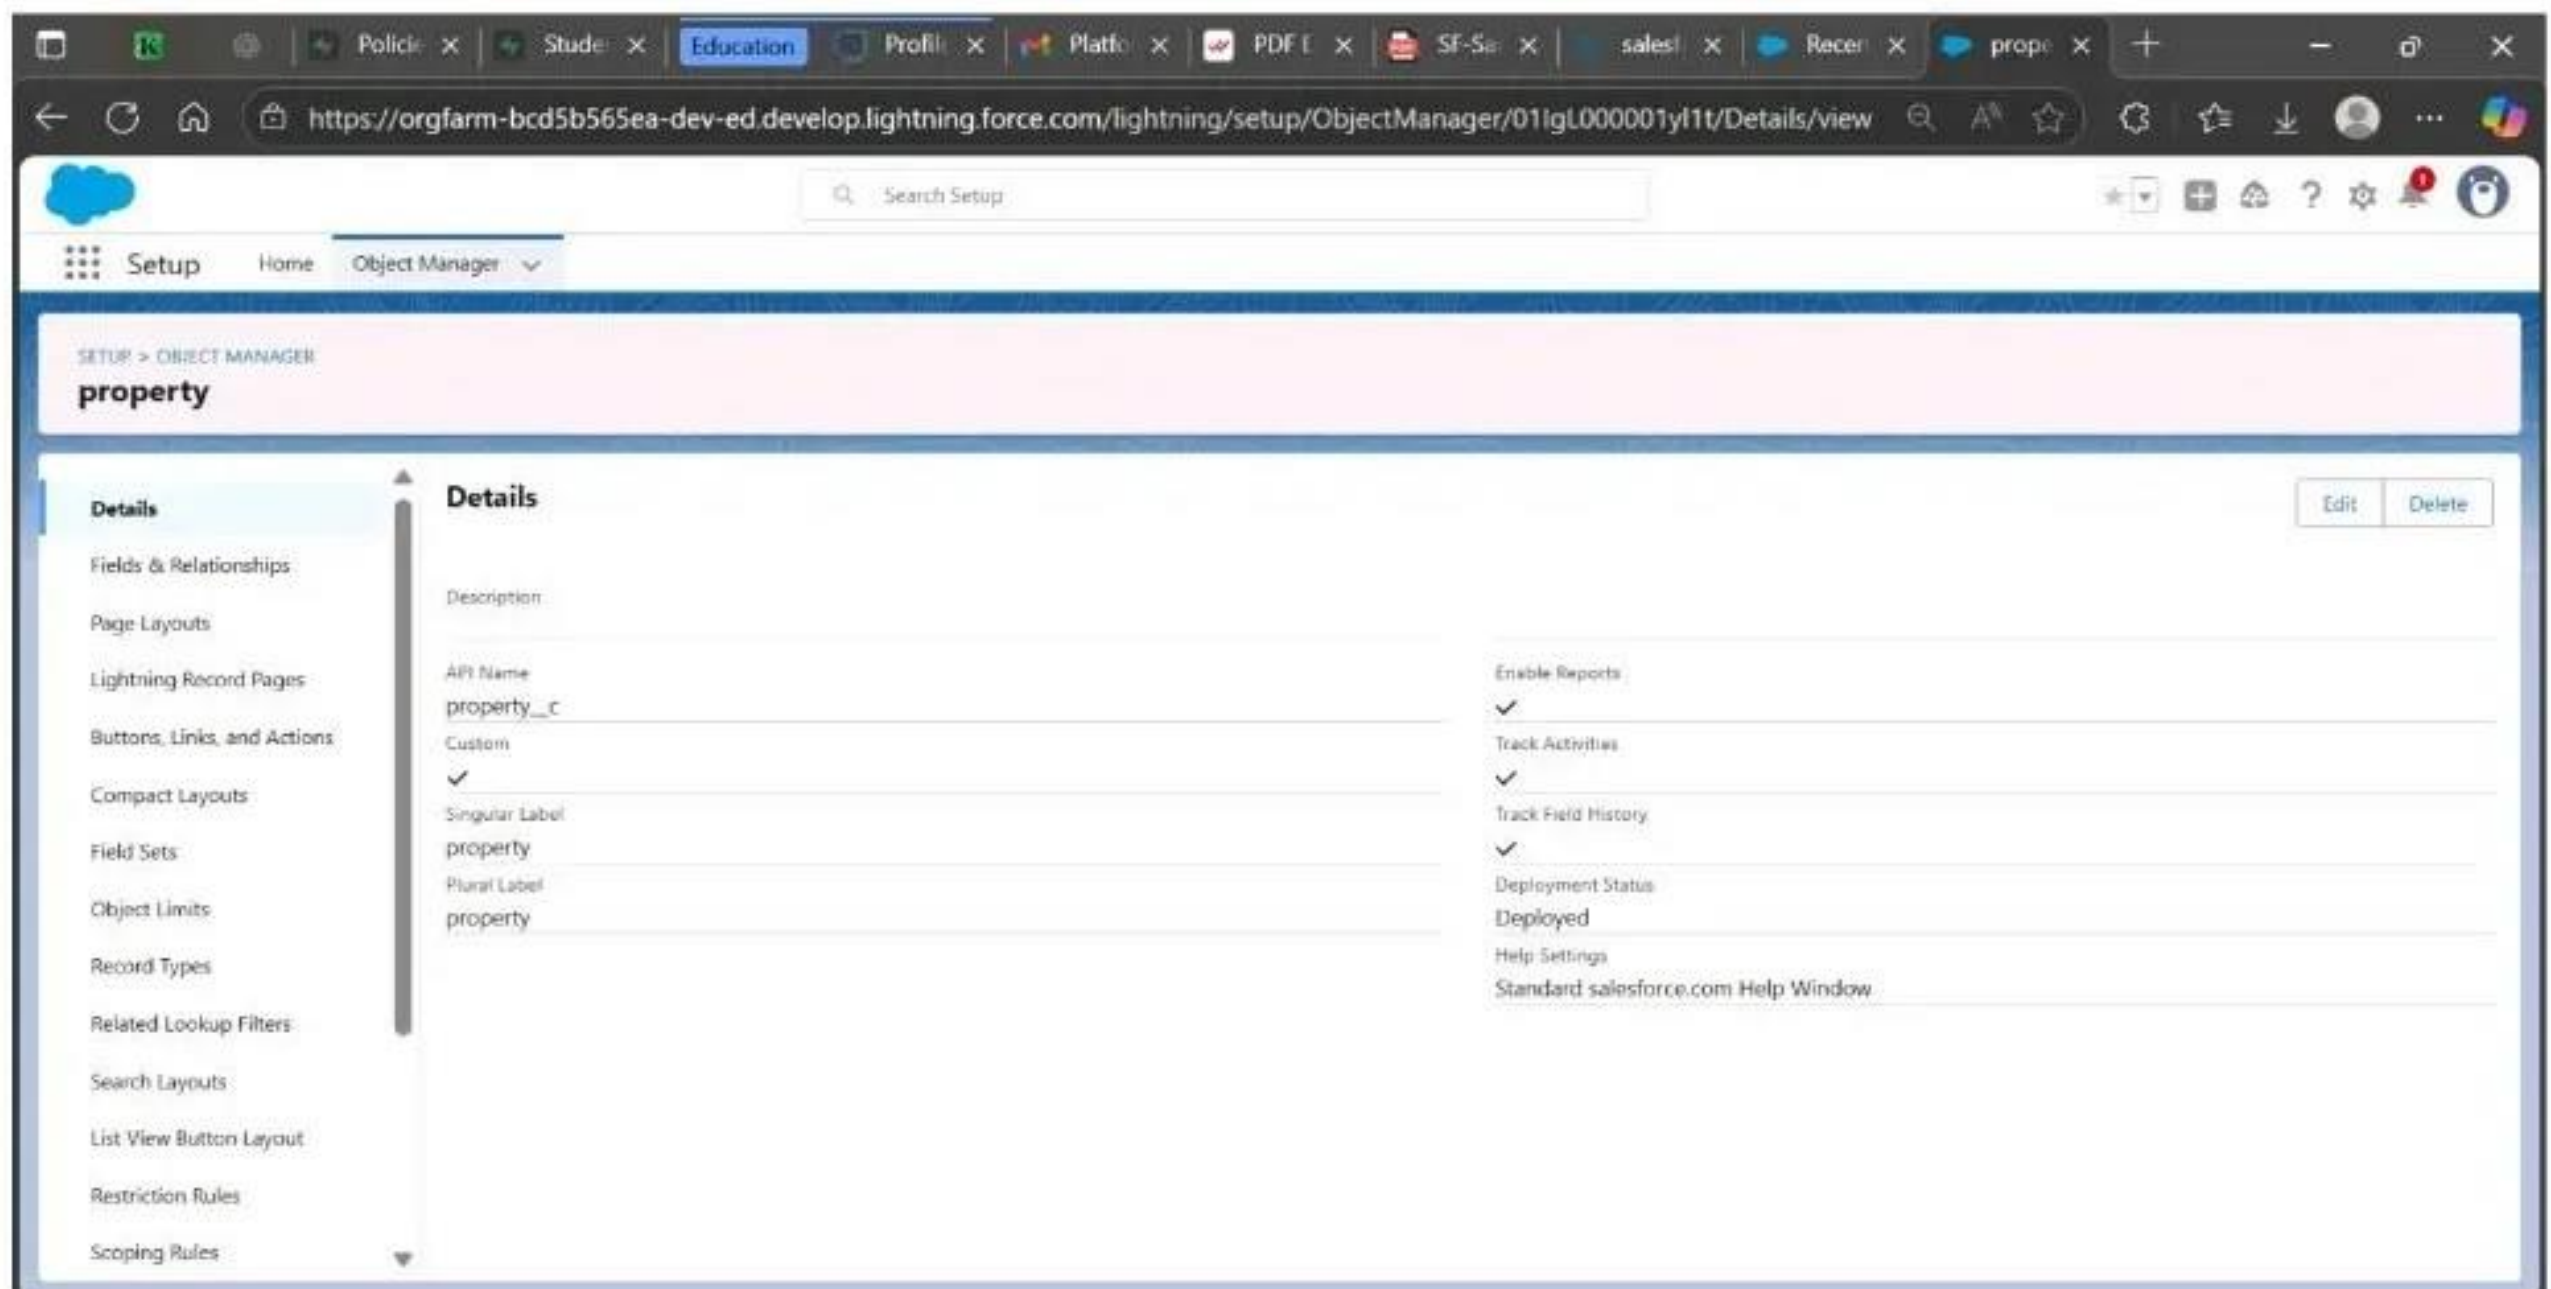 Policie
Stude
Education
Profil
Platfo
PDF E
SF-Sa
salesf
Recen
prope
https://orgfarm-bcd5b565ea-dev-ed.develop.lightning.force.com/lightning/setup/ObjectManager/01IgL000001yl1t/Details/view
Search Setup
Setup
Home
Object Manager
SETUP > OBJECT MANAGER
property
Details
Fields & Relationships
Page Layouts
Lightning Record Pages
Buttons, Links, and Actions
Compact Layouts
Field Sets
Object Limits
Record Types
Related Lookup Filters
Search Layouts
List View Button Layout
Restriction Rules
Scoping Rules
Details
Edit
Delete
Description
API Name
property__c
Custom
Singular Label
property
Plural Label
property
Enable Reports
Track Activities
Track Field History
Deployment Status
Deployed
Help Settings
Standard salesforce.com Help Window